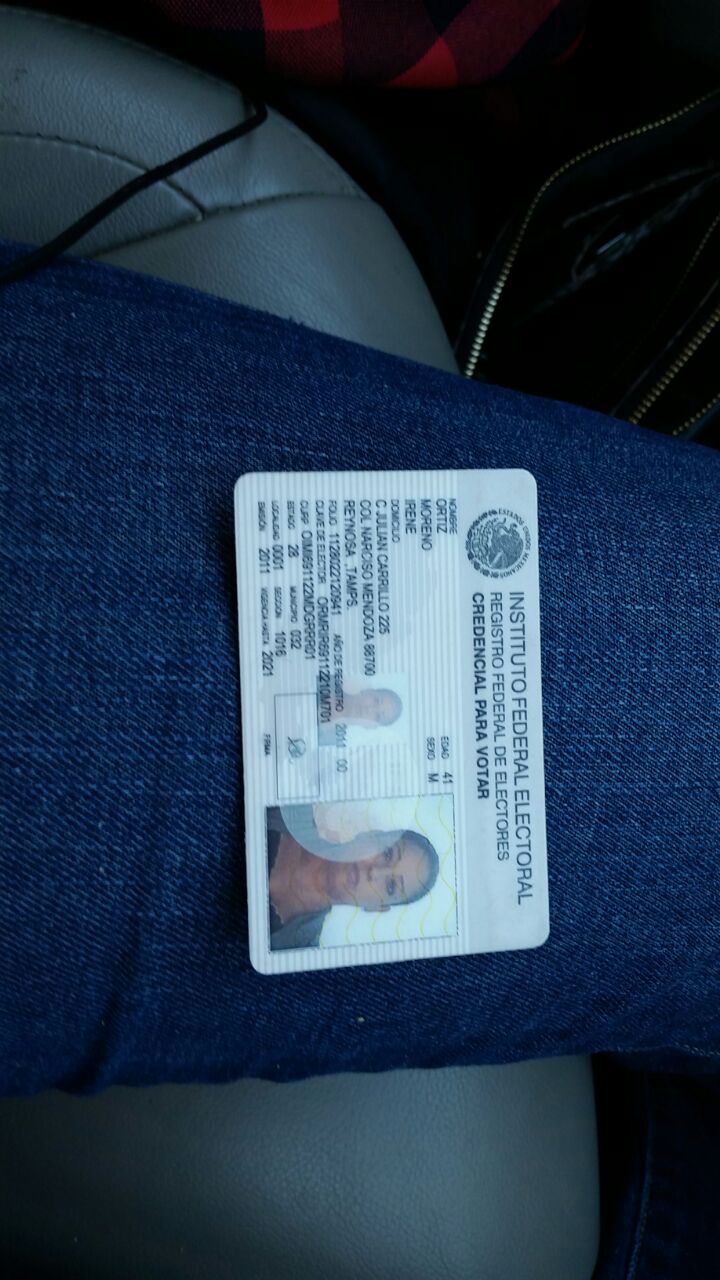 ESTADOS UNIDOS MEXICANOS
INSTITUTO FEDERAL ELECTORAL
REGISTRO FEDERAL DE ELECTORES
CREDENCIAL PARA VOTAR
NOMBRE
ORTIZ
MORENO
IRENE
EDAD 41
SEXO M
DOMICILIO
C JULIAN CARRILLO 225
COL NARCISO MENDOZA 88700
REYNOSA ,TAMPS.
FOLIO 1128022120941 AÑO DE REGISTRO 2011 00
CLAVE DE ELECTOR ORMRIR69112210M701
CURP OIMI691122MDGRRR01
ESTADO 28 MUNICIPIO 032
LOCALIDAD 0001 SECCION 1016
EMISIÓN 2011 VIGENCIA HASTA 2021
FIRMA